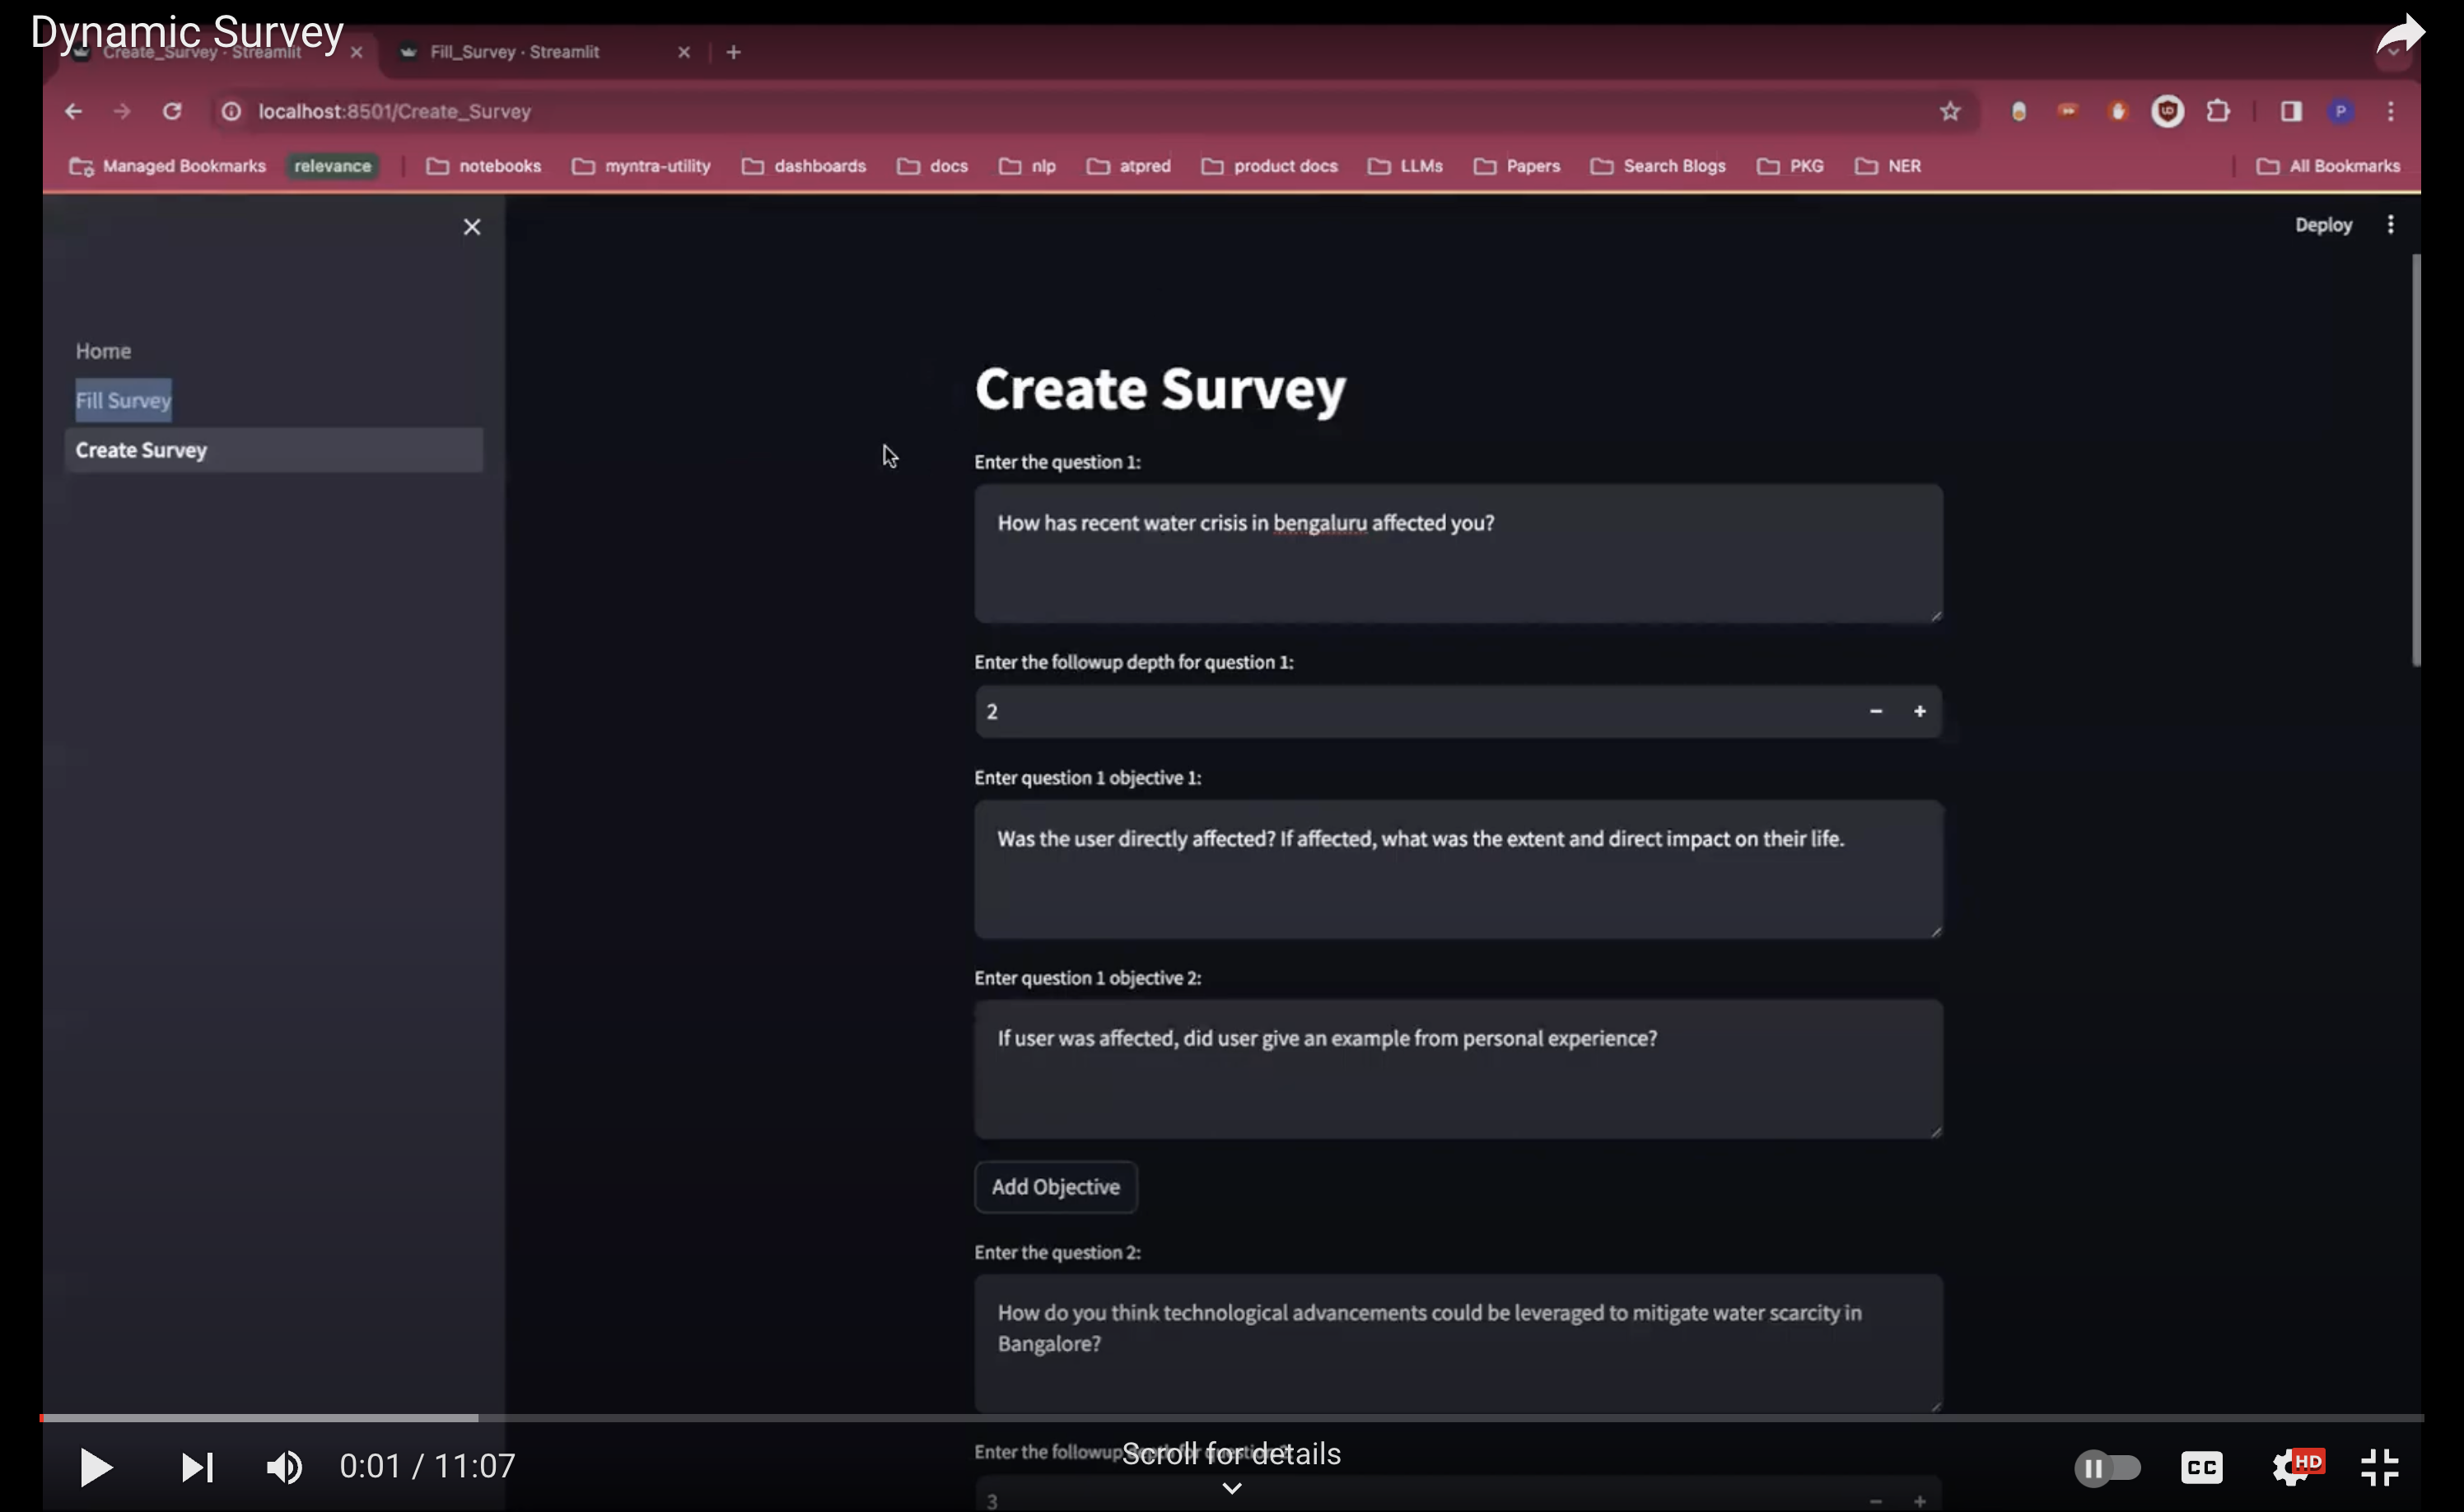 Dynamic Survey
Create_Survey · Streamlit
Fill_Survey · Streamlit
localhost:8501/Create_Survey
P
Managed Bookmarks
relevance
notebooks
myntra-utility
dashboards
docs
nlp
atpred
product docs
LLMs
Papers
Search Blogs
PKG
NER
All Bookmarks
Deploy
Home
Fill Survey
Create Survey
Create Survey
Enter the question 1:
How has recent water crisis in bengaluru affected you?
Enter the followup depth for question 1:
2
Enter question 1 objective 1:
Was the user directly affected? If affected, what was the extent and direct impact on their life.
Enter question 1 objective 2:
If user was affected, did user give an example from personal experience?
Add Objective
Enter the question 2:
How do you think technological advancements could be leveraged to mitigate water scarcity in
Bangalore?
Enter the followup depth for question 2:
Scroll for details
3
0:01 / 11:07
CC
HD